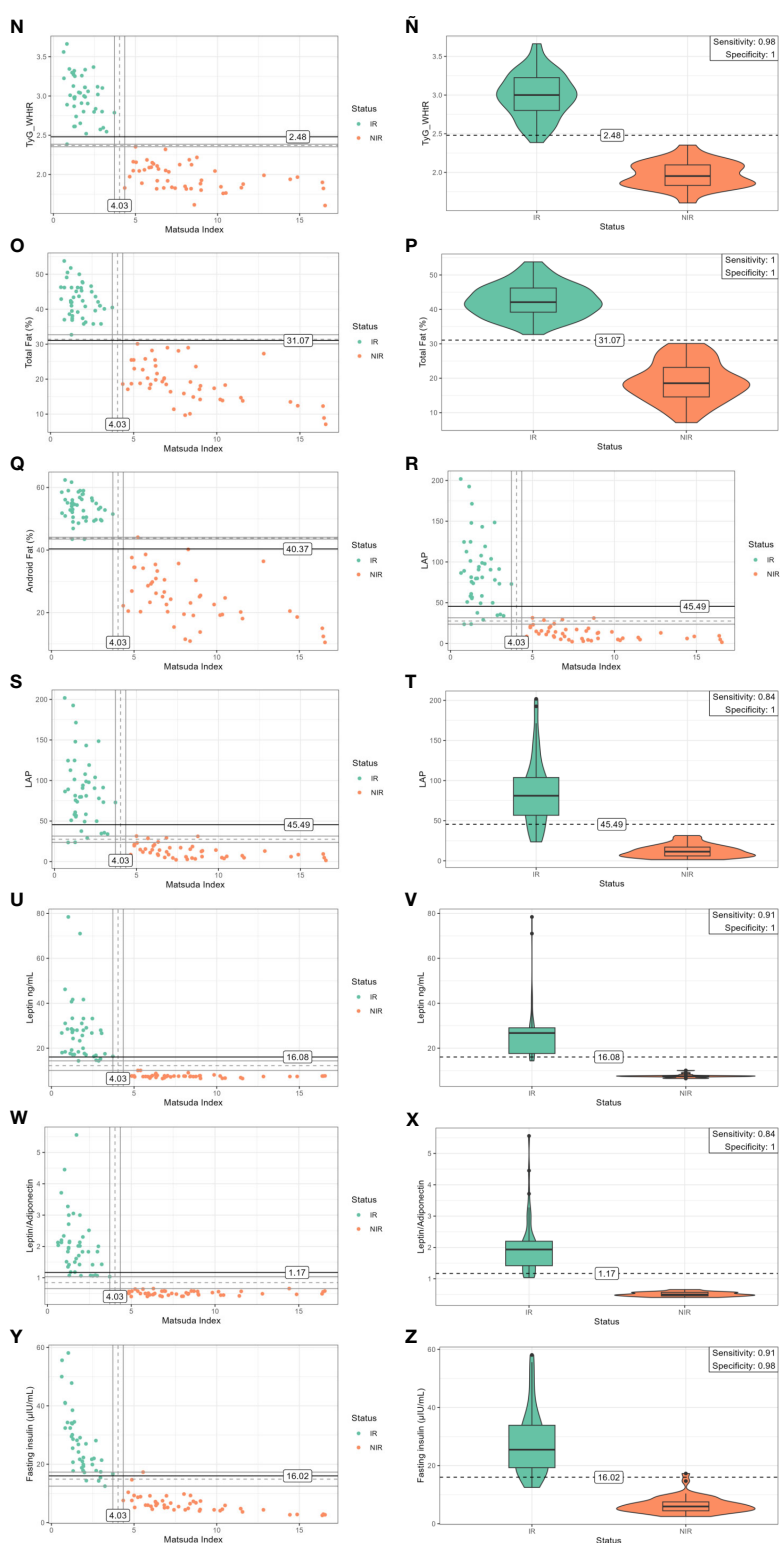 N
TyG_WHtR
3.5
3.0
2.5
2.0
2.48
4.03
0
5
10
15
Matsuda Index
Status
IR
NIR
Ñ
TyG_WHtR
3.5
3.0
2.5
2.0
Sensitivity: 0.98
Specificity: 1
2.48
IR
NIR
Status
O
Total Fat (%)
50
40
30
20
10
31.07
4.03
0
5
10
15
Matsuda Index
Status
IR
NIR
P
Total Fat (%)
50
40
30
20
10
Sensitivity: 1
Specificity: 1
31.07
IR
NIR
Status
Q
Android Fat (%)
60
40
20
40.37
4.03
0
5
10
15
Matsuda Index
Status
IR
NIR
R
LAP
200
150
100
50
0
45.49
4.03
0
5
10
15
Matsuda Index
Status
IR
NIR
S
LAP
200
150
100
50
0
45.49
4.03
0
5
10
15
Matsuda Index
Status
IR
NIR
T
LAP
200
150
100
50
0
Sensitivity: 0.84
Specificity: 1
45.49
IR
NIR
Status
U
Leptin ng/mL
80
60
40
20
16.08
4.03
0
5
10
15
Matsuda Index
Status
IR
NIR
V
Leptin ng/mL
80
60
40
20
Sensitivity: 0.91
Specificity: 1
16.08
IR
NIR
Status
W
Leptin/Adiponectin
5
4
3
2
1
1.17
4.03
0
5
10
15
Matsuda Index
Status
IR
NIR
X
Leptin/Adiponectin
5
4
3
2
1
Sensitivity: 0.84
Specificity: 1
1.17
IR
NIR
Status
Y
Fasting insulin (µIU/mL)
60
40
20
0
16.02
4.03
0
5
10
15
Matsuda Index
Status
IR
NIR
Z
Fasting insulin (µIU/mL)
60
40
20
0
Sensitivity: 0.91
Specificity: 0.98
16.02
IR
NIR
Status